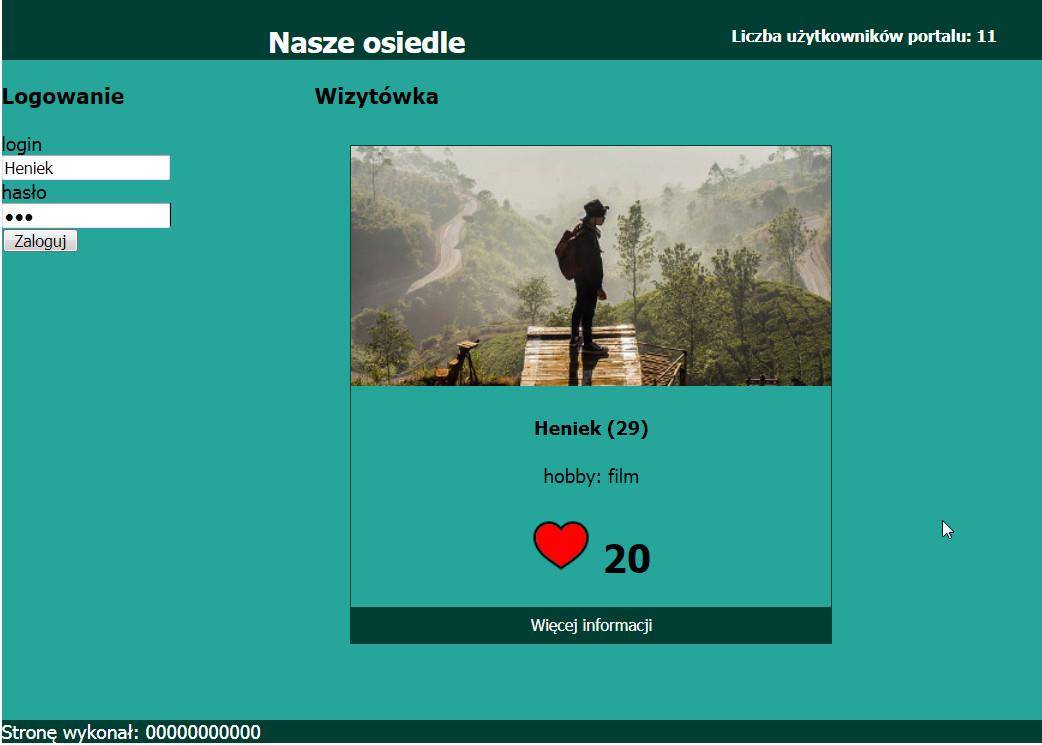 Nasze osiedle
Liczba użytkowników portalu: 11
Logowanie
login
Heniek
hasło
●●●
Zaloguj
Wizytówka
Heniek (29)
hobby: film
20
Więcej informacji
Stronę wykonał: 00000000000